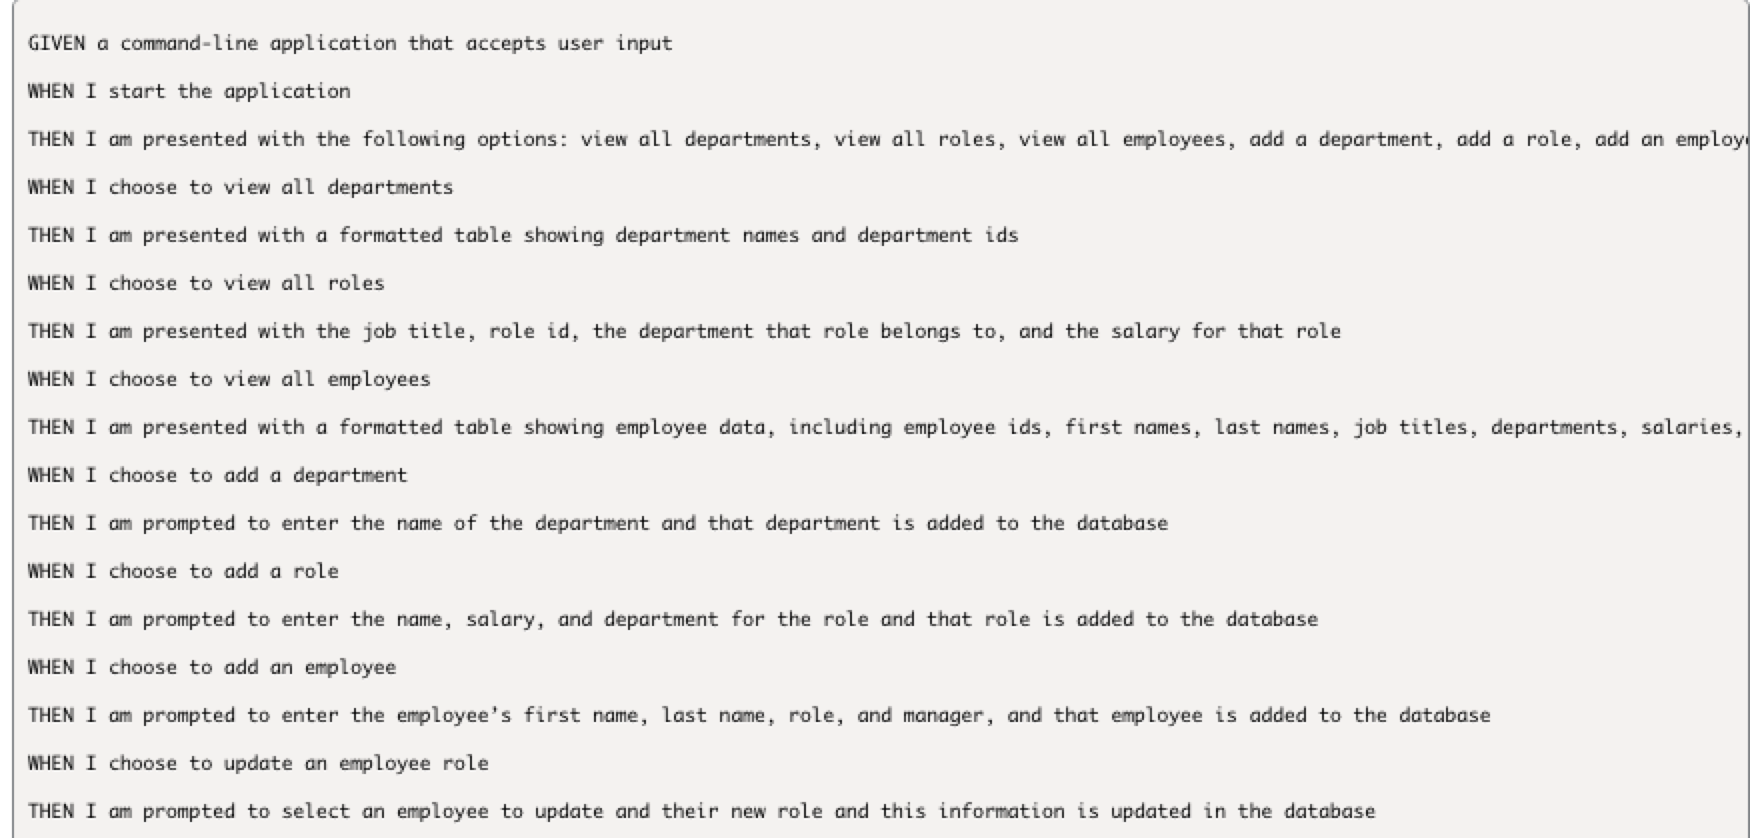 GIVEN a command-line application that accepts user input
WHEN I start the application
THEN I am presented with the following options: view all departments, view all roles, view all employees, add a department, add a role, add an
WHEN I choose to view all departments
THEN I am presented with a formatted table showing department names and department ids
WHEN I choose to view all roles
THEN I am presented with the job title, role id, the department that role belongs to, and the salary for that role
WHEN I choose to view all employees
THEN I am presented with a formatted table showing employee data, including employee ids, first names, last names, job titles, departments, salaries,
WHEN I choose to add a department
THEN I am prompted to enter the name of the department and that department is added to the database
WHEN I choose to add a role
THEN I am prompted to enter the name, salary, and department for the role and that role is added to the database
WHEN I choose to add an employee
THEN I am prompted to enter the employee’s first name, last name, role, and manager, and that employee is added to the database
WHEN I choose to update an employee role
THEN I am prompted to select an employee to update and their new role and this information is updated in the database